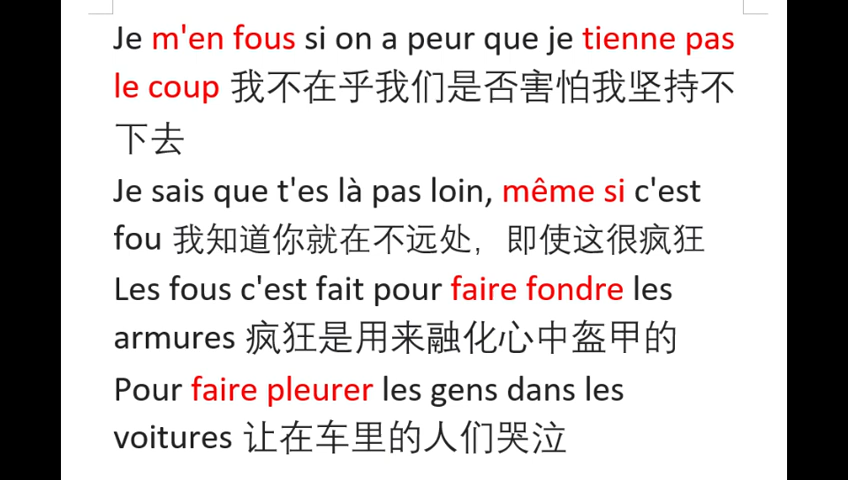 Je m'en fous si on a peur que je tienne pas
le coup 我不在乎我们是否害怕我坚持不
下去
Je sais que t'es là pas loin, même si c'est
fou 我知道你就在不远处，即使这很疯狂
Les fous c'est fait pour faire fondre les
armures 疯狂是用来融化心中盔甲的
Pour faire pleurer les gens dans les
voitures 让在车里的人们哭泣